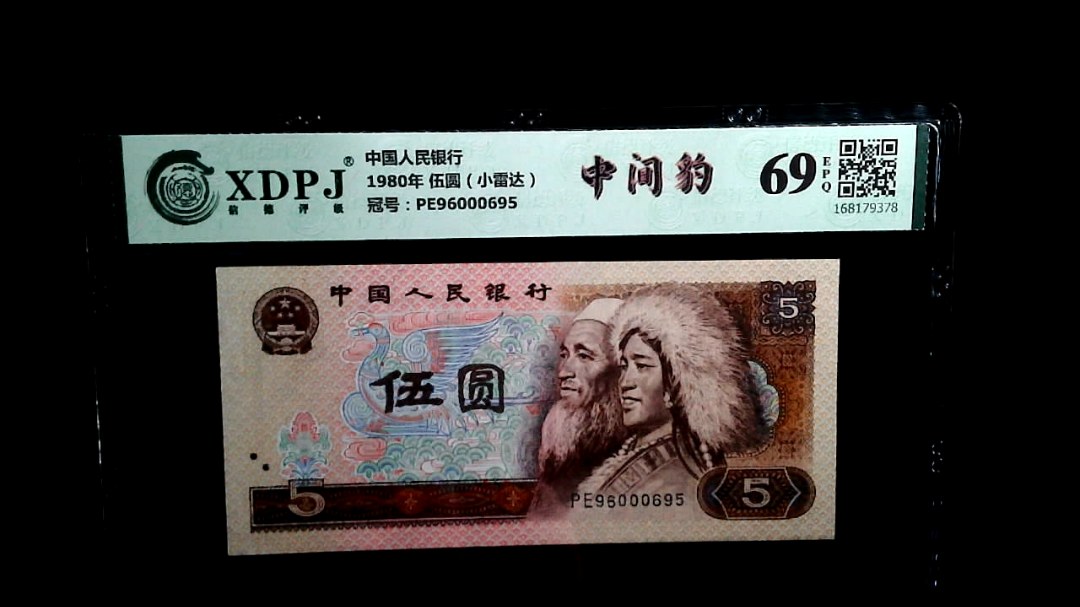 XDPJ®
信德评级
中国人民银行
1980年 伍圆（小雷达）
冠号：PE96000695
中间豹
69
EPQ
168179378
中国人民银行
5
伍圆
5
PE96000695
5